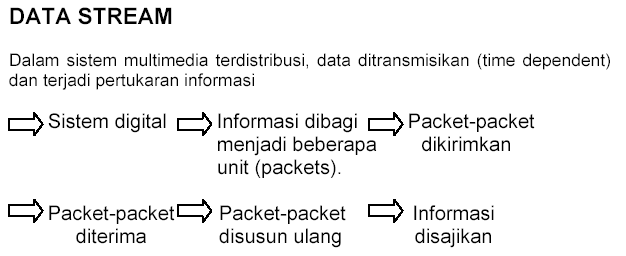 DATA STREAM
Dalam sistem multimedia terdistribusi, data ditransmisikan (time dependent)
dan terjadi pertukaran informasi
Sistem digital
Informasi dibagi
menjadi beberapa
unit (packets).
Packet-packet
dikirimkan
Packet-packet
diterima
Packet-packet
disusun ulang
Informasi
disajikan